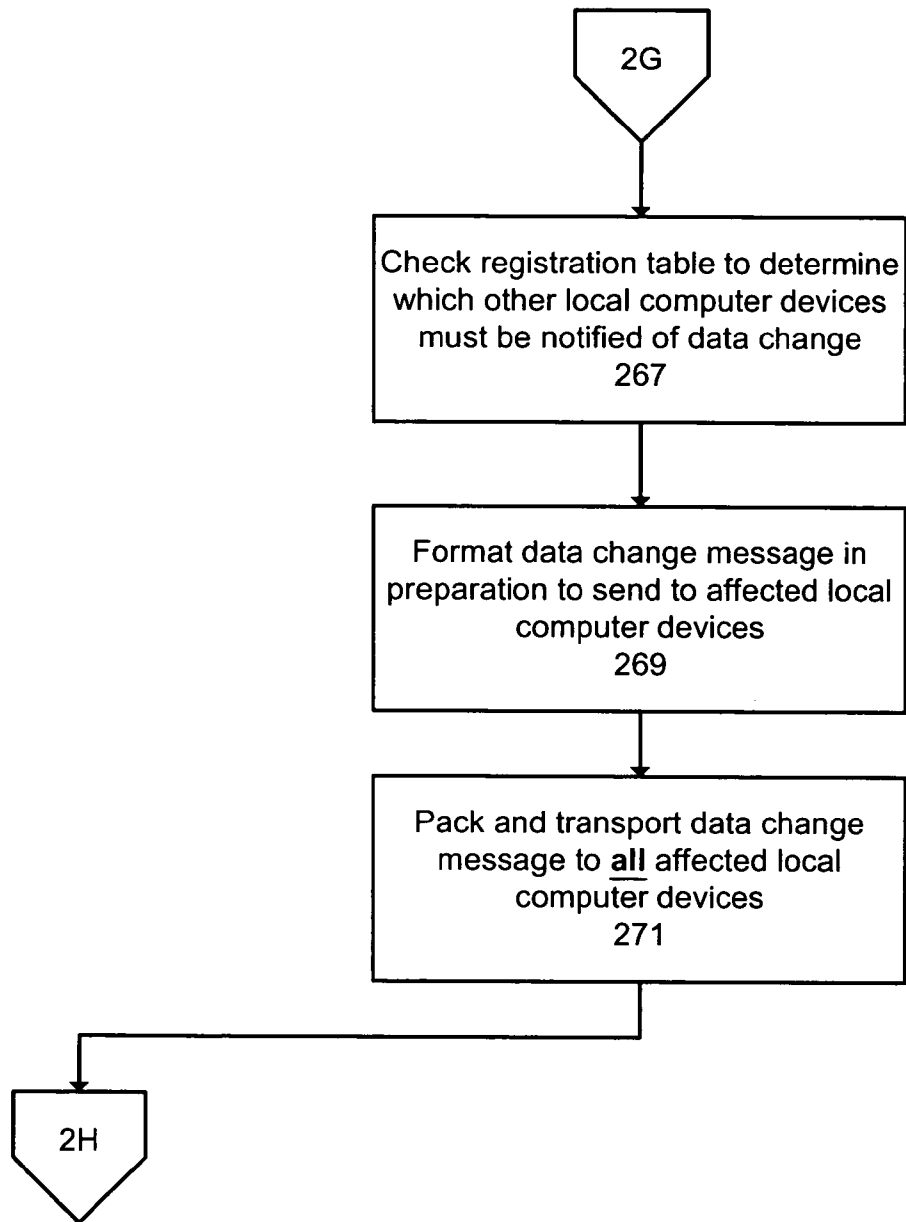 2G
Check registration table to determine
which other local computer devices
must be notified of data change
267
Format data change message in
preparation to send to affected local
computer devices
269
Pack and transport data change
message to all affected local
computer devices
271
2H